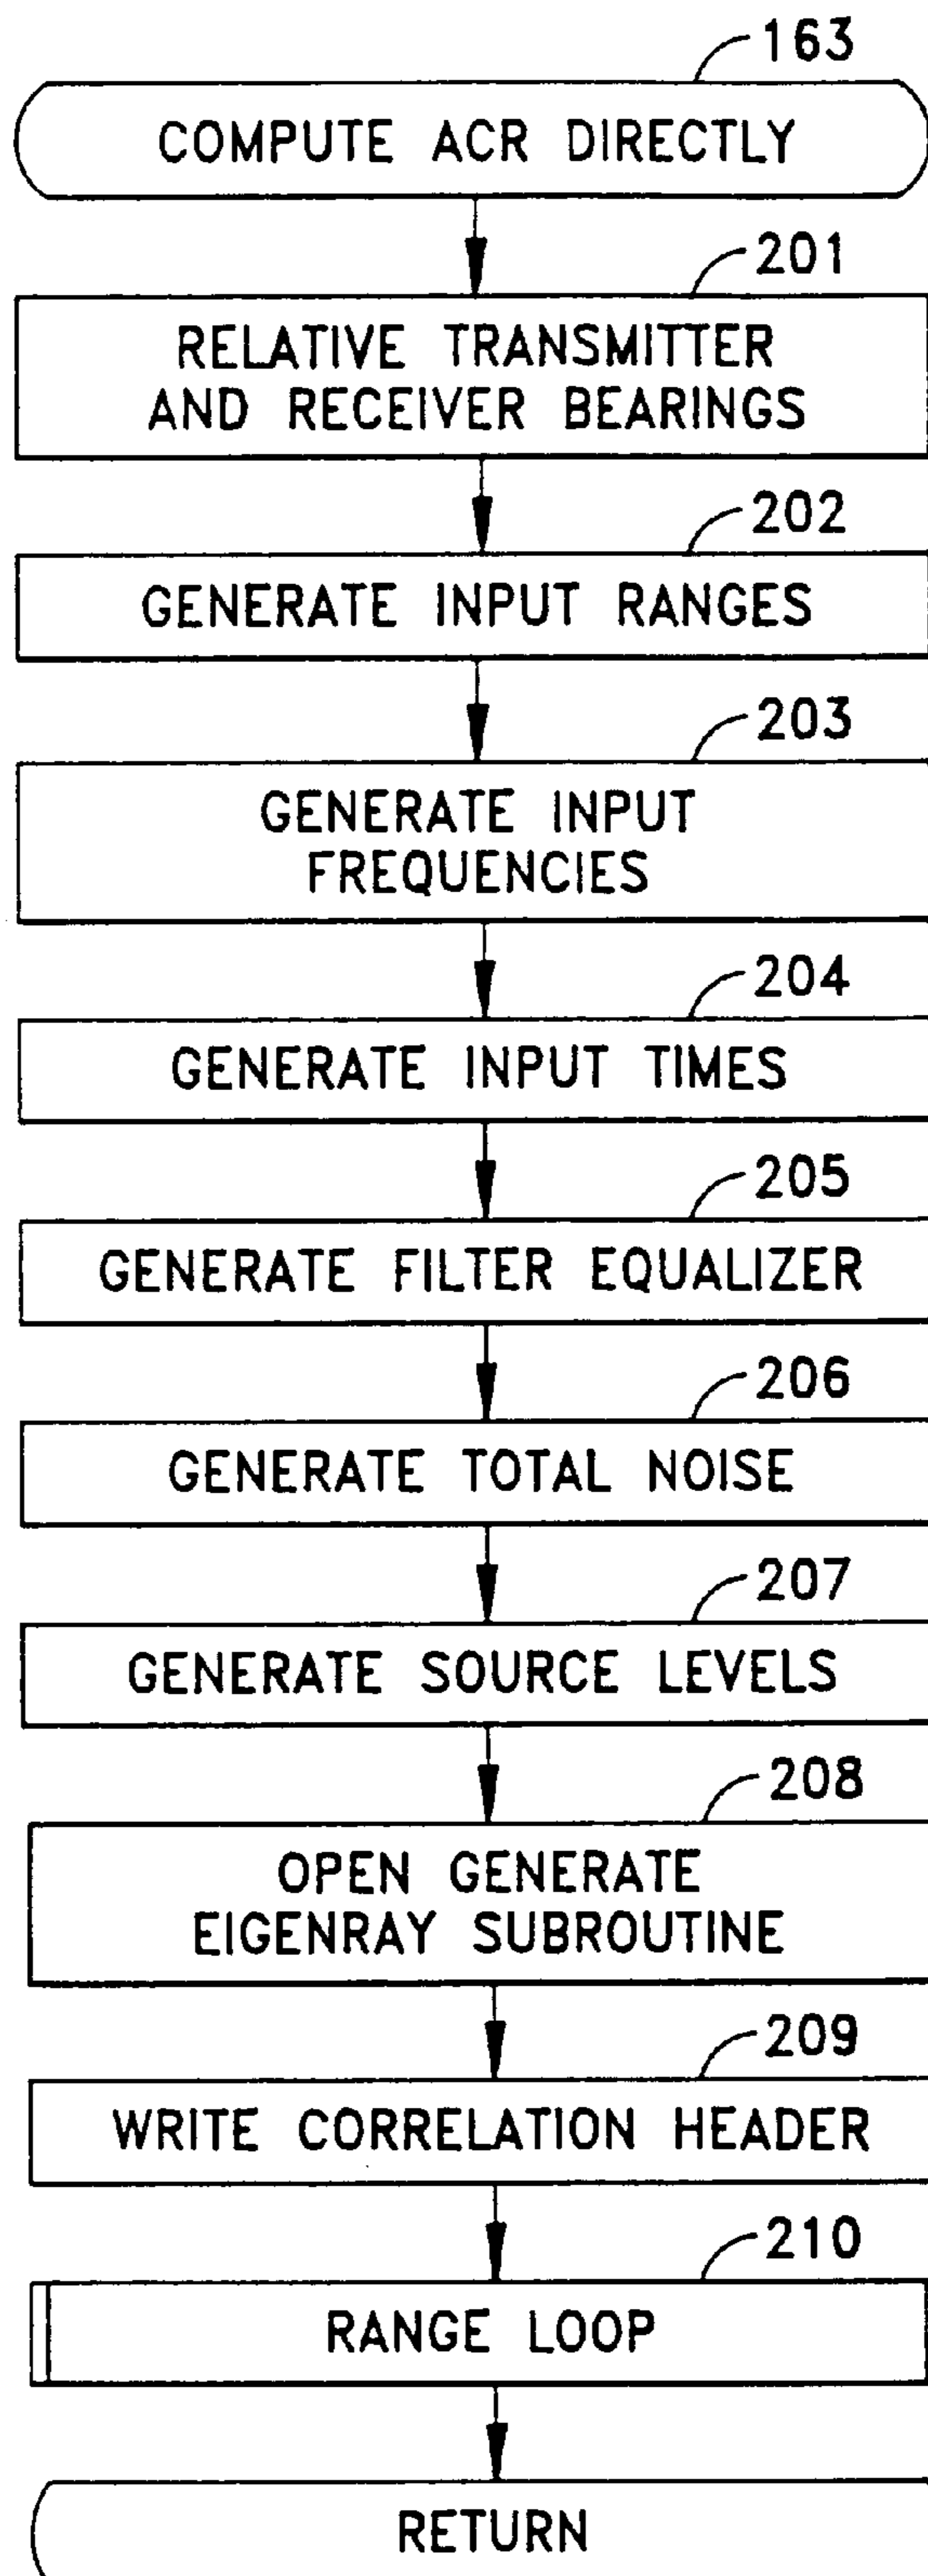 163
COMPUTE ACR DIRECTLY
201
RELATIVE TRANSMITTER
AND RECEIVER BEARINGS
202
GENERATE INPUT RANGES
203
GENERATE INPUT
FREQUENCIES
204
GENERATE INPUT TIMES
205
GENERATE FILTER EQUALIZER
206
GENERATE TOTAL NOISE
207
GENERATE SOURCE LEVELS
208
OPEN GENERATE
EIGENRAY SUBROUTINE
209
WRITE CORRELATION HEADER
210
RANGE LOOP
RETURN